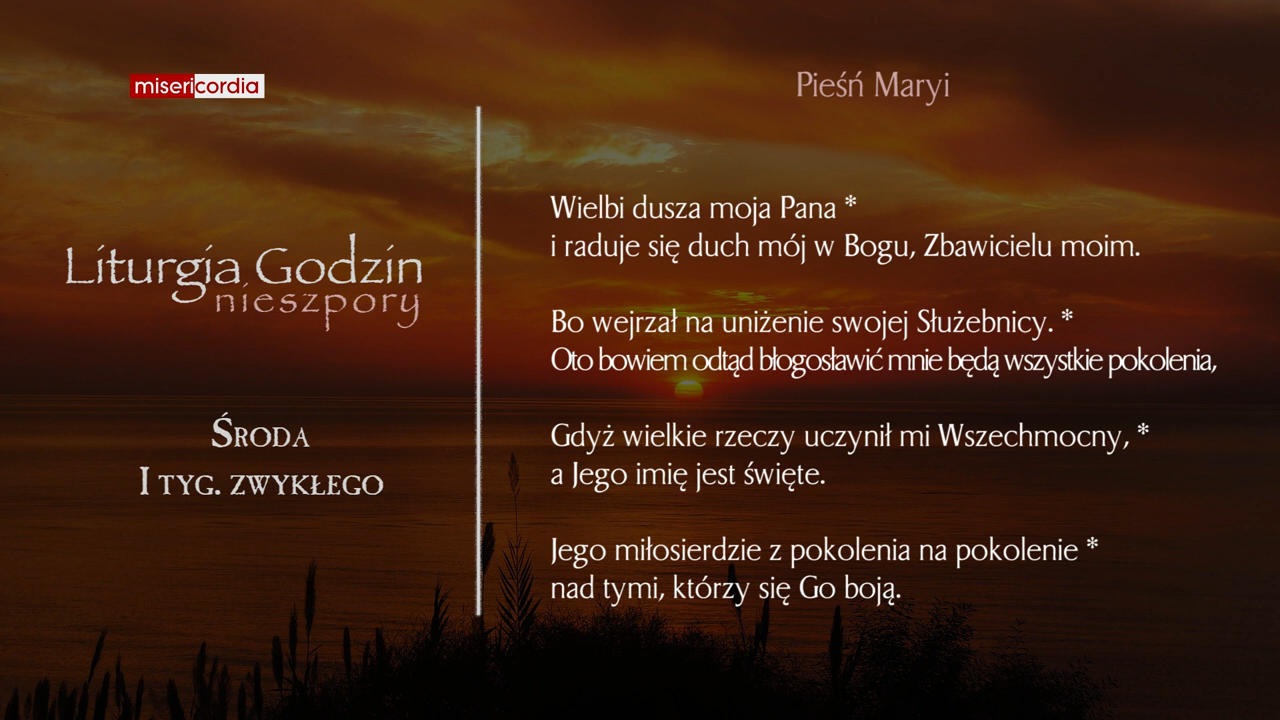 misericordia
Liturgia Godzin
nieszpory
Środa
I tyg. zwykłego
Pieśń Maryi
Wielbi dusza moja Pana *
i raduje się duch mój w Bogu, Zbawicielu moim.
Bo wejrzał na uniżenie swojej Służebnicy. *
Oto bowiem odtąd błogosławić mnie będą wszystkie pokolenia,
Gdyż wielkie rzeczy uczynił mi Wszechmocny, *
a Jego imię jest święte.
Jego miłosierdzie z pokolenia na pokolenie *
nad tymi, którzy się Go boją.